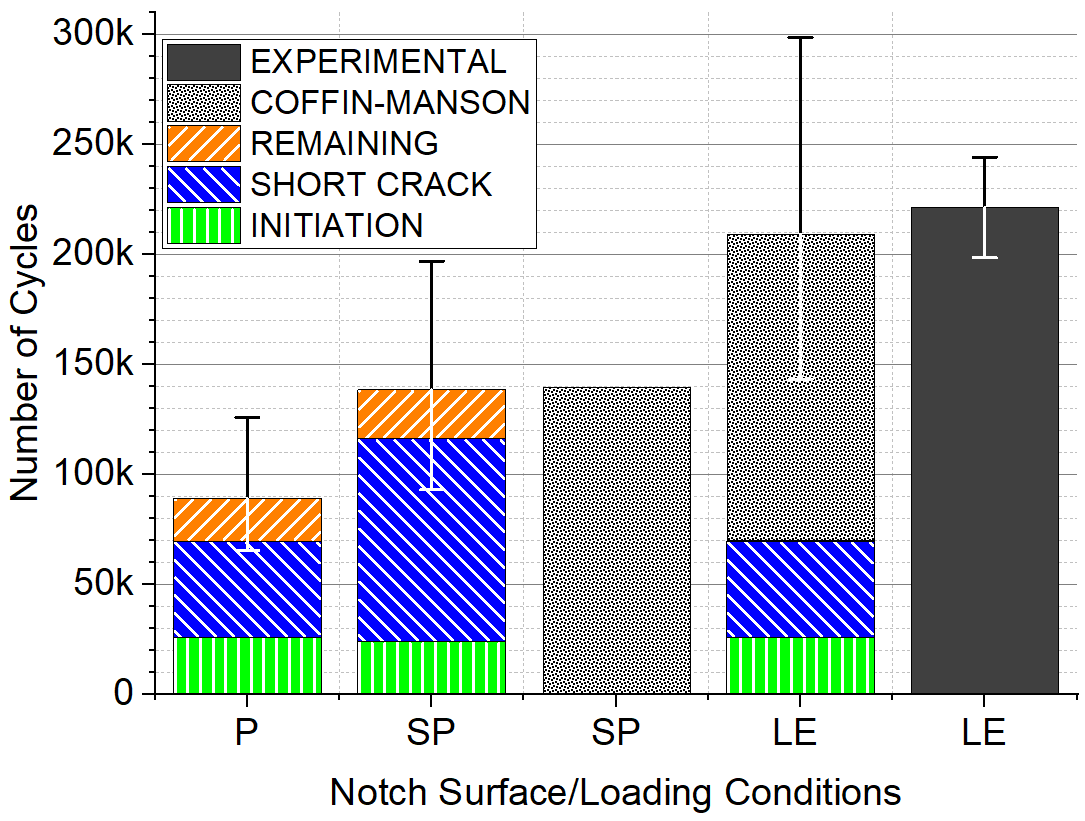 300k
250k
200k
150k
100k
50k
0
Number of Cycles
EXPERIMENTAL
COFFIN-MANSON
REMAINING
SHORT CRACK
INITIATION
P SP SP LE LE
Notch Surface/Loading Conditions